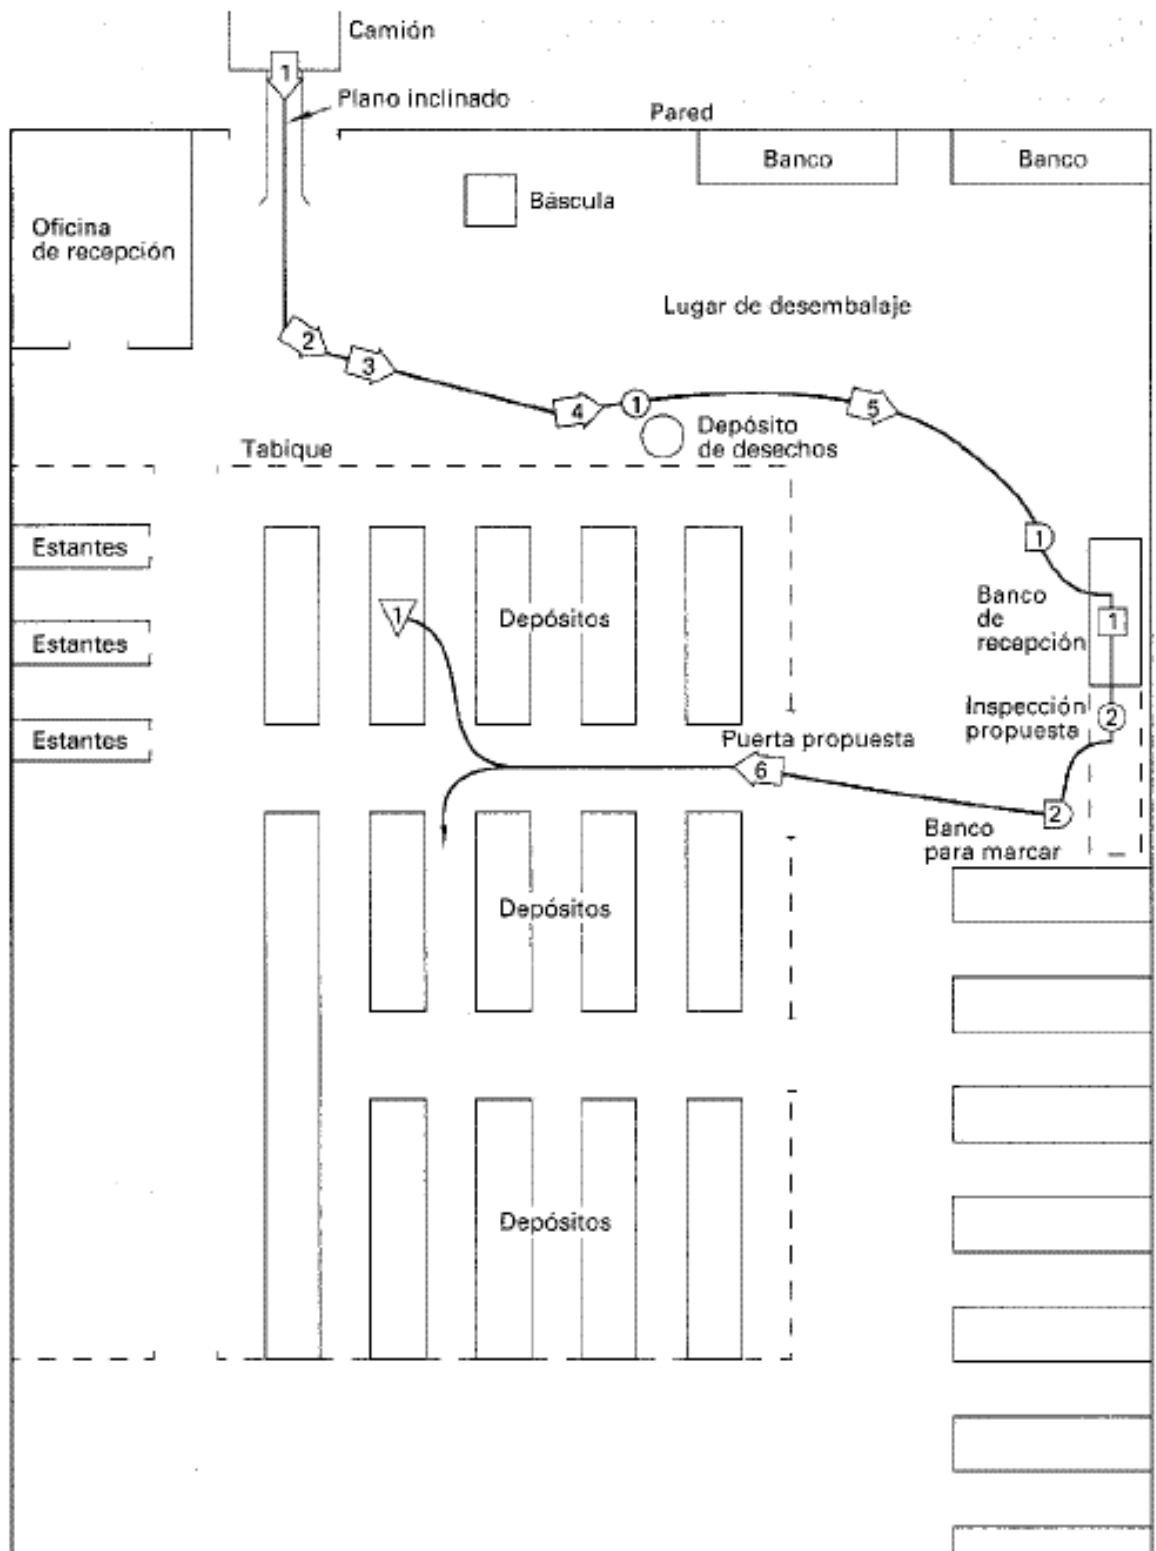 Camión
1
Plano inclinado
Pared
Banco
Banco
Báscula
Oficina
de recepción
Lugar de desembalaje
2
3
4
1
5
Depósito
de desechos
Tabique
1
Estantes
Estantes
Estantes
1
Depósitos
Banco
de
recepción
1
Inspección
propuesta
2
Puerta propuesta
6
2
Banco
para marcar
Depósitos
Depósitos